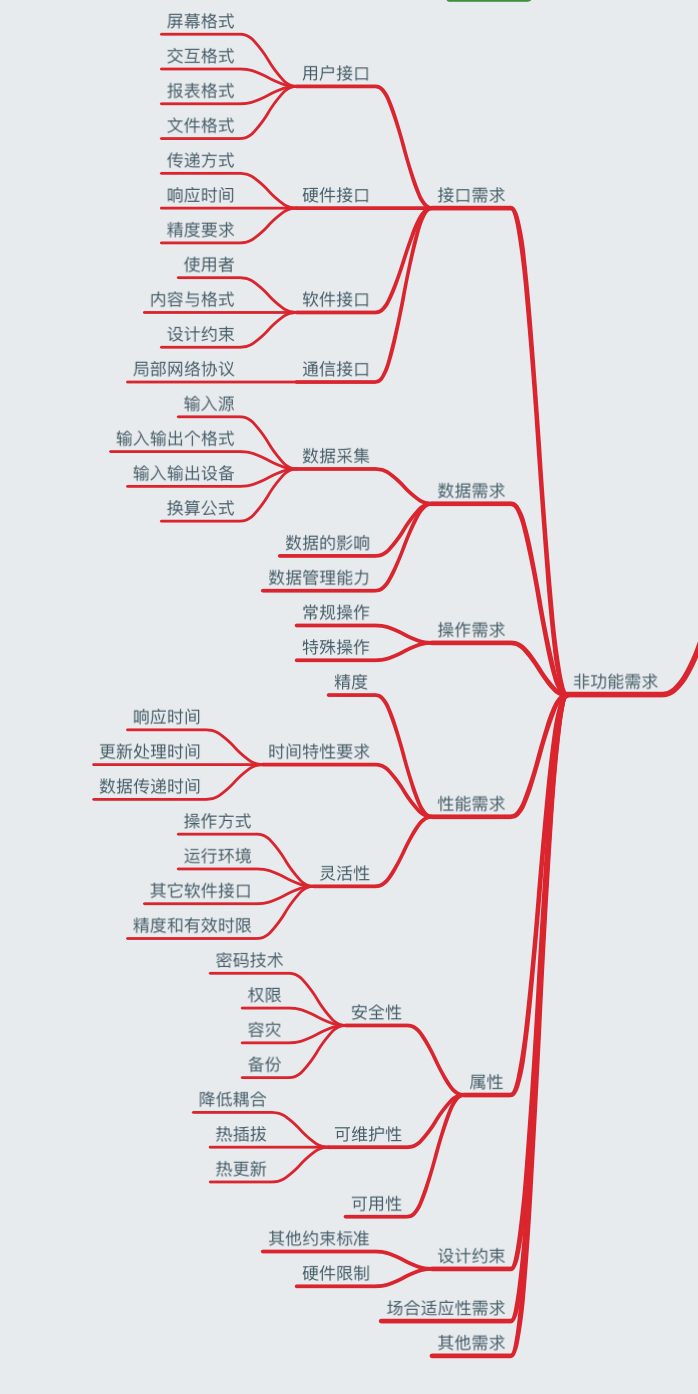 屏幕格式
交互格式
用户接口
报表格式
文件格式
传递方式
响应时间
硬件接口
接口需求
精度要求
使用者
内容与格式
软件接口
设计约束
局部网络协议
通信接口
输入源
输入输出个格式
数据采集
输入输出设备
数据需求
换算公式
数据的影响
数据管理能力
常规操作
操作需求
特殊操作
非功能需求
精度
响应时间
更新处理时间
时间特性要求
数据传递时间
性能需求
操作方式
运行环境
灵活性
其它软件接口
精度和有效时限
密码技术
权限
安全性
容灾
备份
属性
降低耦合
热插拔
可维护性
热更新
可用性
其他约束标准
设计约束
硬件限制
场合适应性需求
其他需求